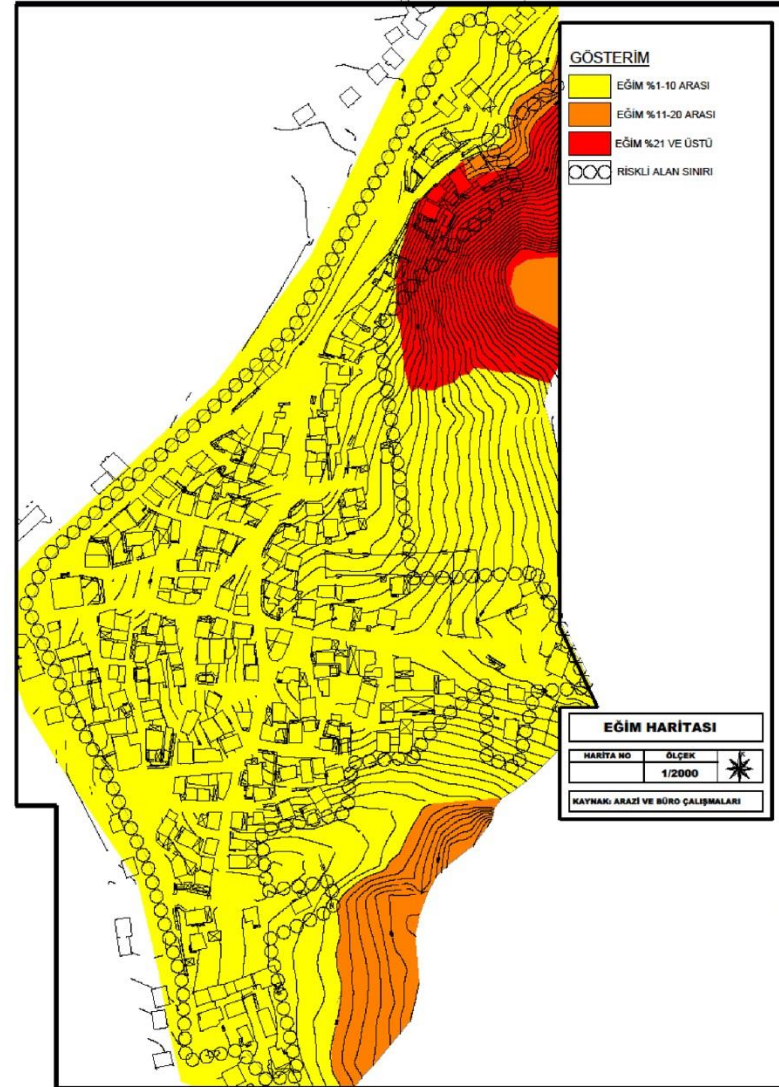 GÖSTERİM
EĞİM %1-10 ARASI
EĞİM %11-20 ARASI
EĞİM %21 VE ÜSTÜ
RİSKLİ ALAN SINIRI
EĞİM HARİTASI
HARİTA NO
ÖLÇEK
1/2000
KAYNAK: ARAZİ VE BÜRO ÇALIŞMALARI